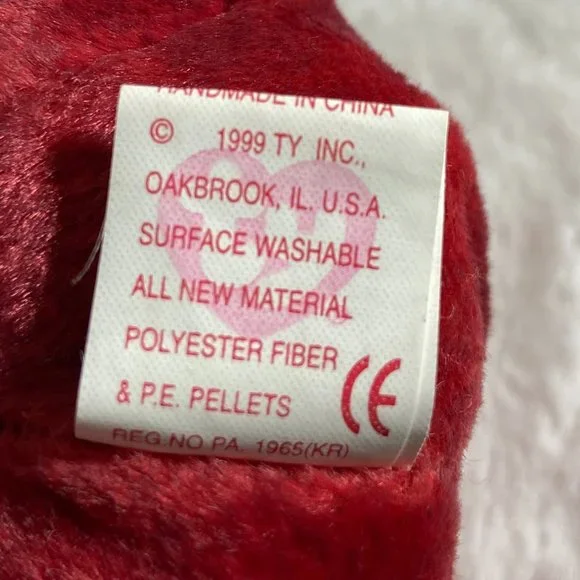 HANDMADE IN CHINA
© 1999 TY INC.,
OAKBROOK, IL. U.S.A.
SURFACE WASHABLE
ALL NEW MATERIAL
POLYESTER FIBER
& P.E. PELLETS CE
REG.NO PA. 1965(KR)
ty